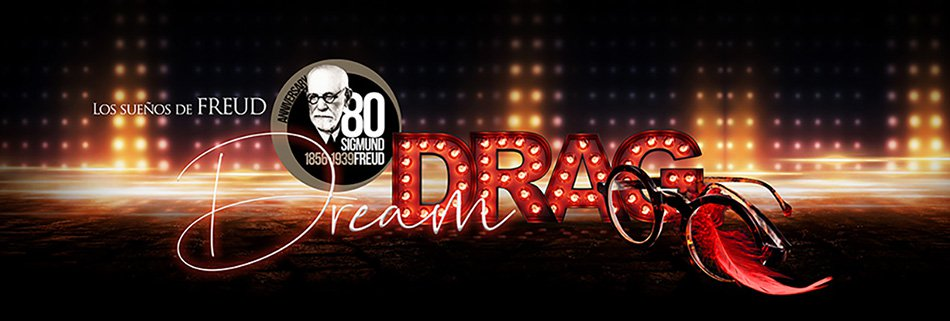 Los sueños de FREUD
ANNIVERSARY
80
SIGMUND
1856-1939 FREUD
Dream DRAG